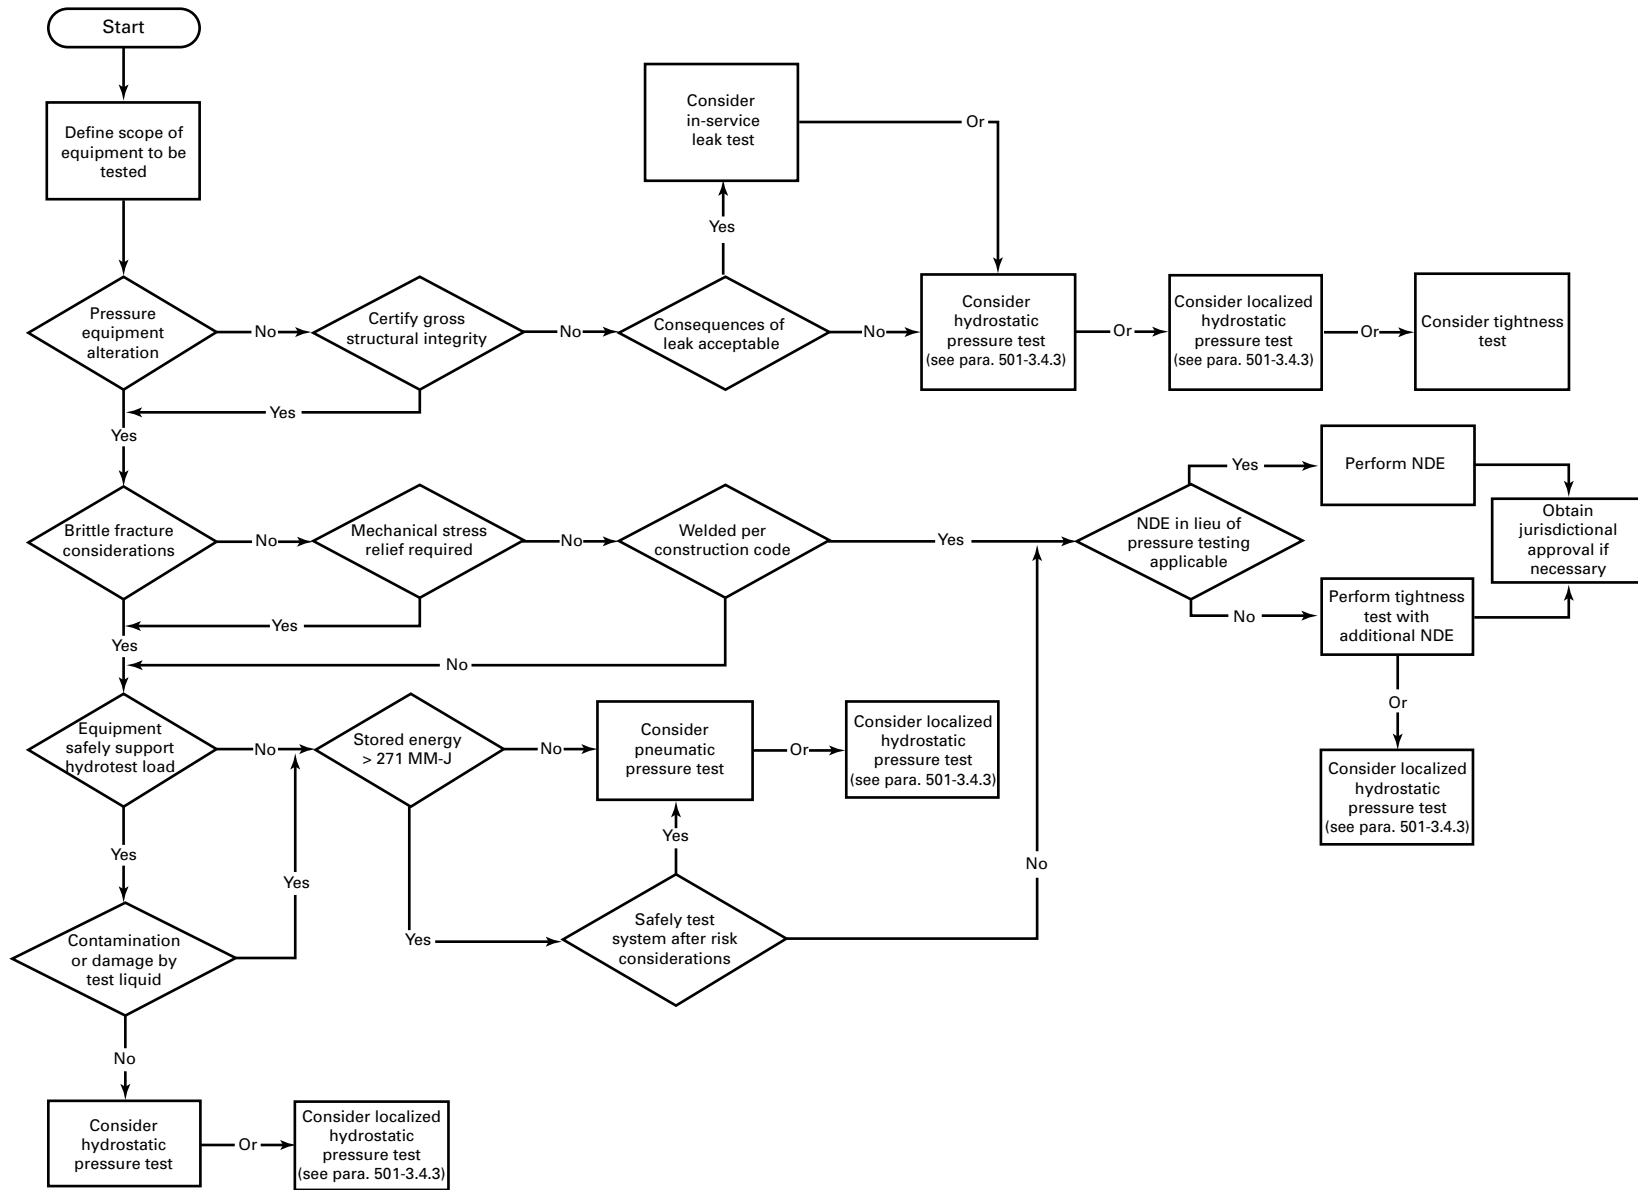 Start
Define scope of
equipment to be
tested
Consider
in-service
leak test
Or
Yes
Pressure
equipment
alteration
No
Certify gross
structural integrity
No
Consequences of
leak acceptable
No
Consider
hydrostatic
pressure test
(see para. 501-3.4.3)
Or
Consider localized
hydrostatic
pressure test
(see para. 501-3.4.3)
Or
Consider tightness
test
Yes
Yes
Brittle fracture
considerations
No
Mechanical stress
relief required
No
Welded per
construction code
Yes
NDE in lieu of
pressure testing
applicable
Yes
Perform NDE
Obtain
jurisdictional
approval if
necessary
No
Perform tightness
test with
additional NDE
Or
Consider localized
hydrostatic
pressure test
(see para. 501-3.4.3)
Yes
Yes
No
Equipment
safely support
hydrotest load
No
Stored energy
> 271 MM-J
No
Consider
pneumatic
pressure test
Or
Consider localized
hydrostatic
pressure test
(see para. 501-3.4.3)
Yes
Yes
Yes
No
Contamination
or damage by
test liquid
Yes
Safely test
system after risk
considerations
No
Consider
hydrostatic
pressure test
Or
Consider localized
hydrostatic
pressure test
(see para. 501-3.4.3)